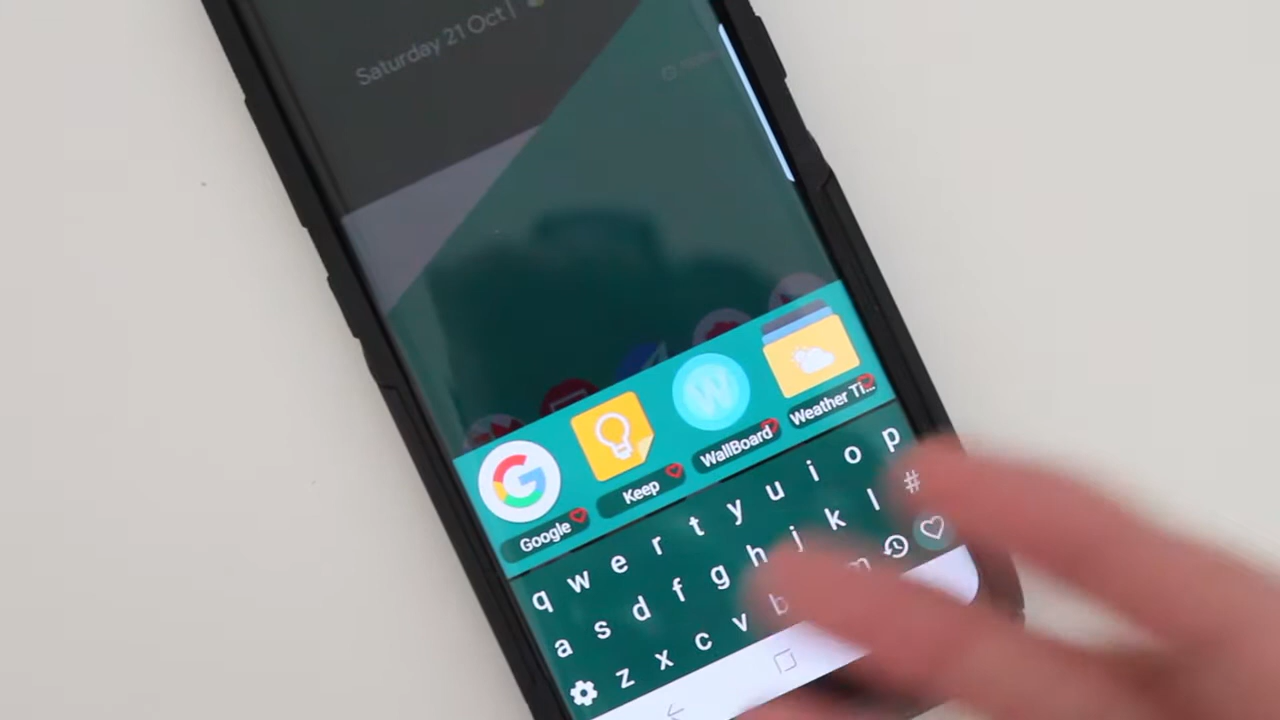 Saturday 21 Oct |
Google
Keep
W
WallBoard
Weather Ti...
q w e r t y u i o p
a s d f g h j k l #
z x c v b m